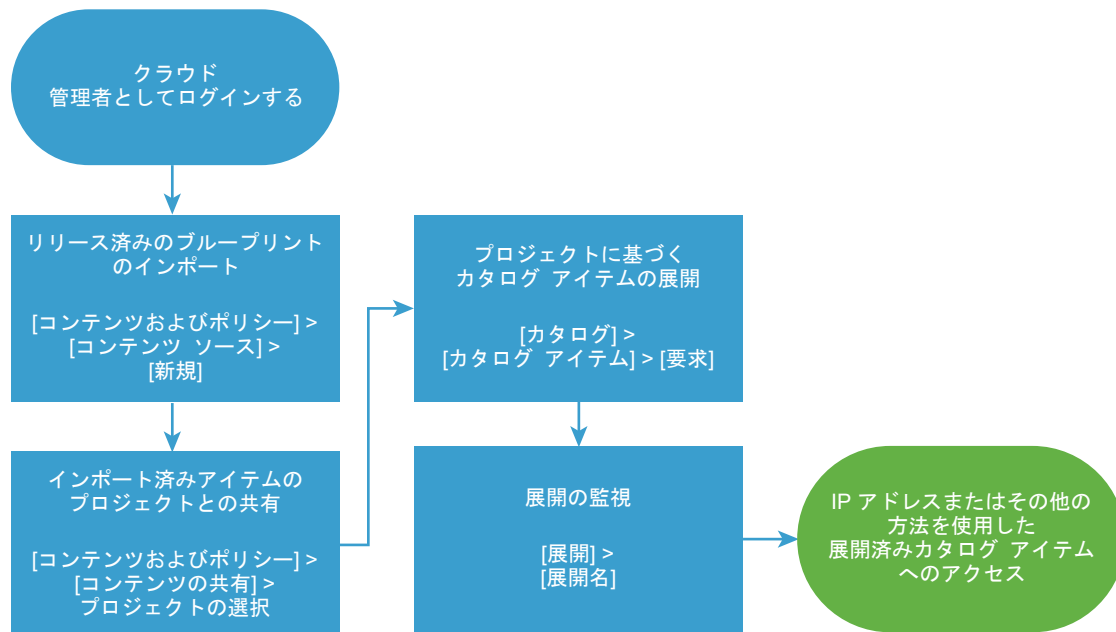 クラウド
管理者としてログインする
リリース済みのブループリント
のインポート
[コンテンツおよびポリシー] >
[コンテンツ ソース] >
[新規]
インポート済みアイテムの
プロジェクトとの共有
[コンテンツおよびポリシー] >
[コンテンツの共有] >
プロジェクトの選択
プロジェクトに基づく
カタログ アイテムの展開
[カタログ] >
[カタログ アイテム] > [要求]
展開の監視
[展開] >
[展開名]
IP アドレスまたはその他の
方法を使用した
展開済みカタログ アイテム
へのアクセス